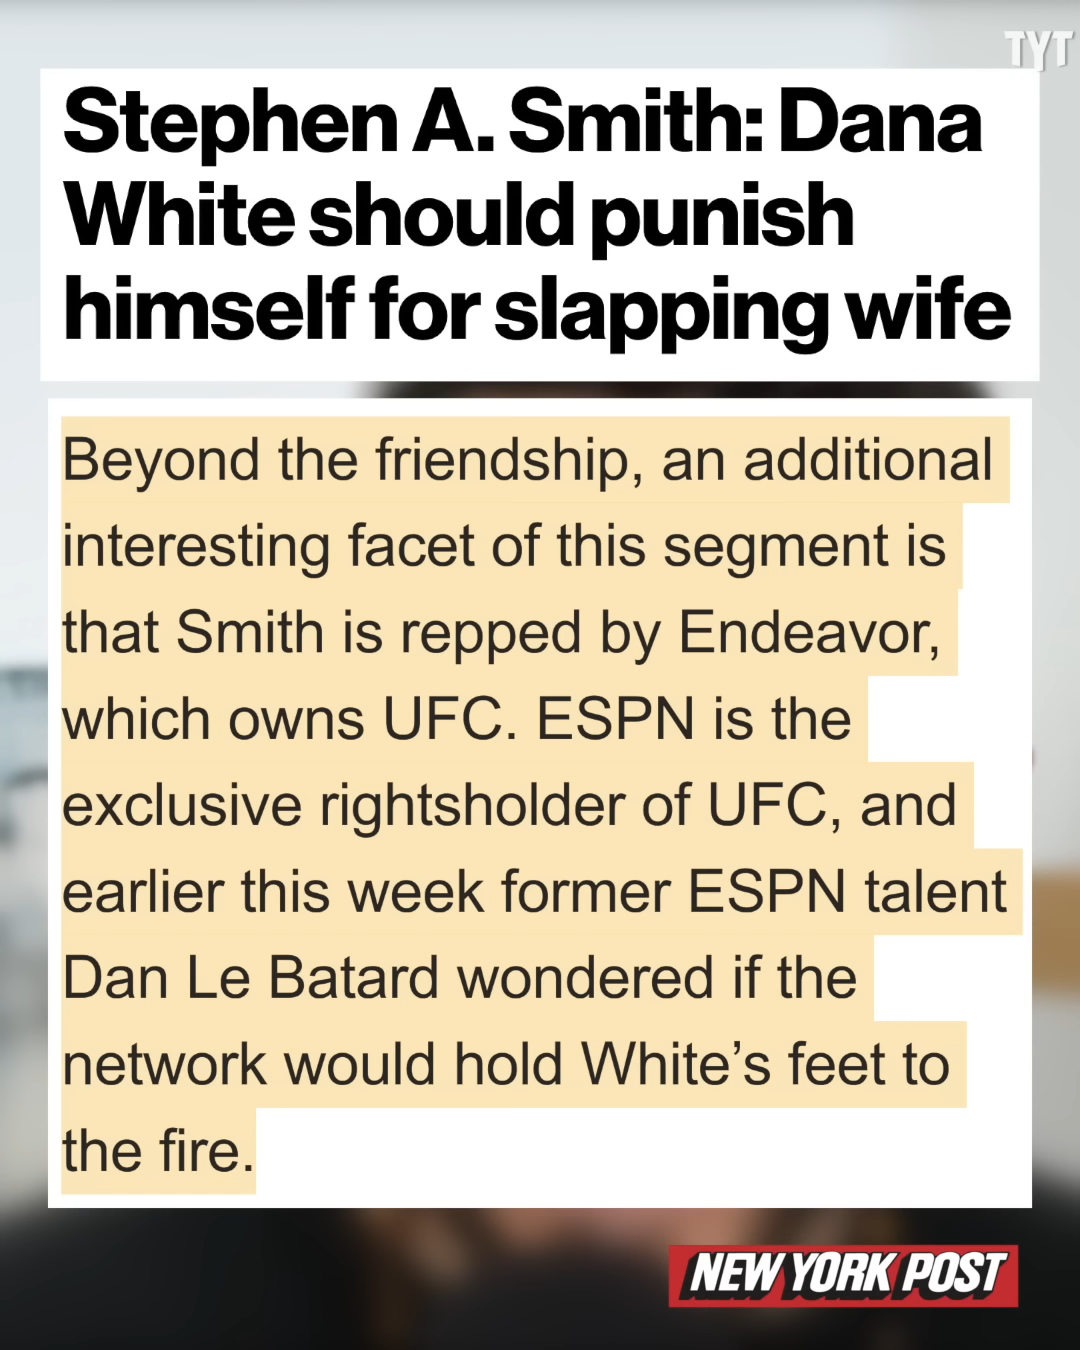 TYT
Stephen A. Smith: Dana
White should punish
himself for slapping wife
Beyond the friendship, an additional
interesting facet of this segment is
that Smith is repped by Endeavor,
which owns UFC. ESPN is the
exclusive rightsholder of UFC, and
earlier this week former ESPN talent
Dan Le Batard wondered if the
network would hold White’s feet to
the fire.
NEW YORK POST